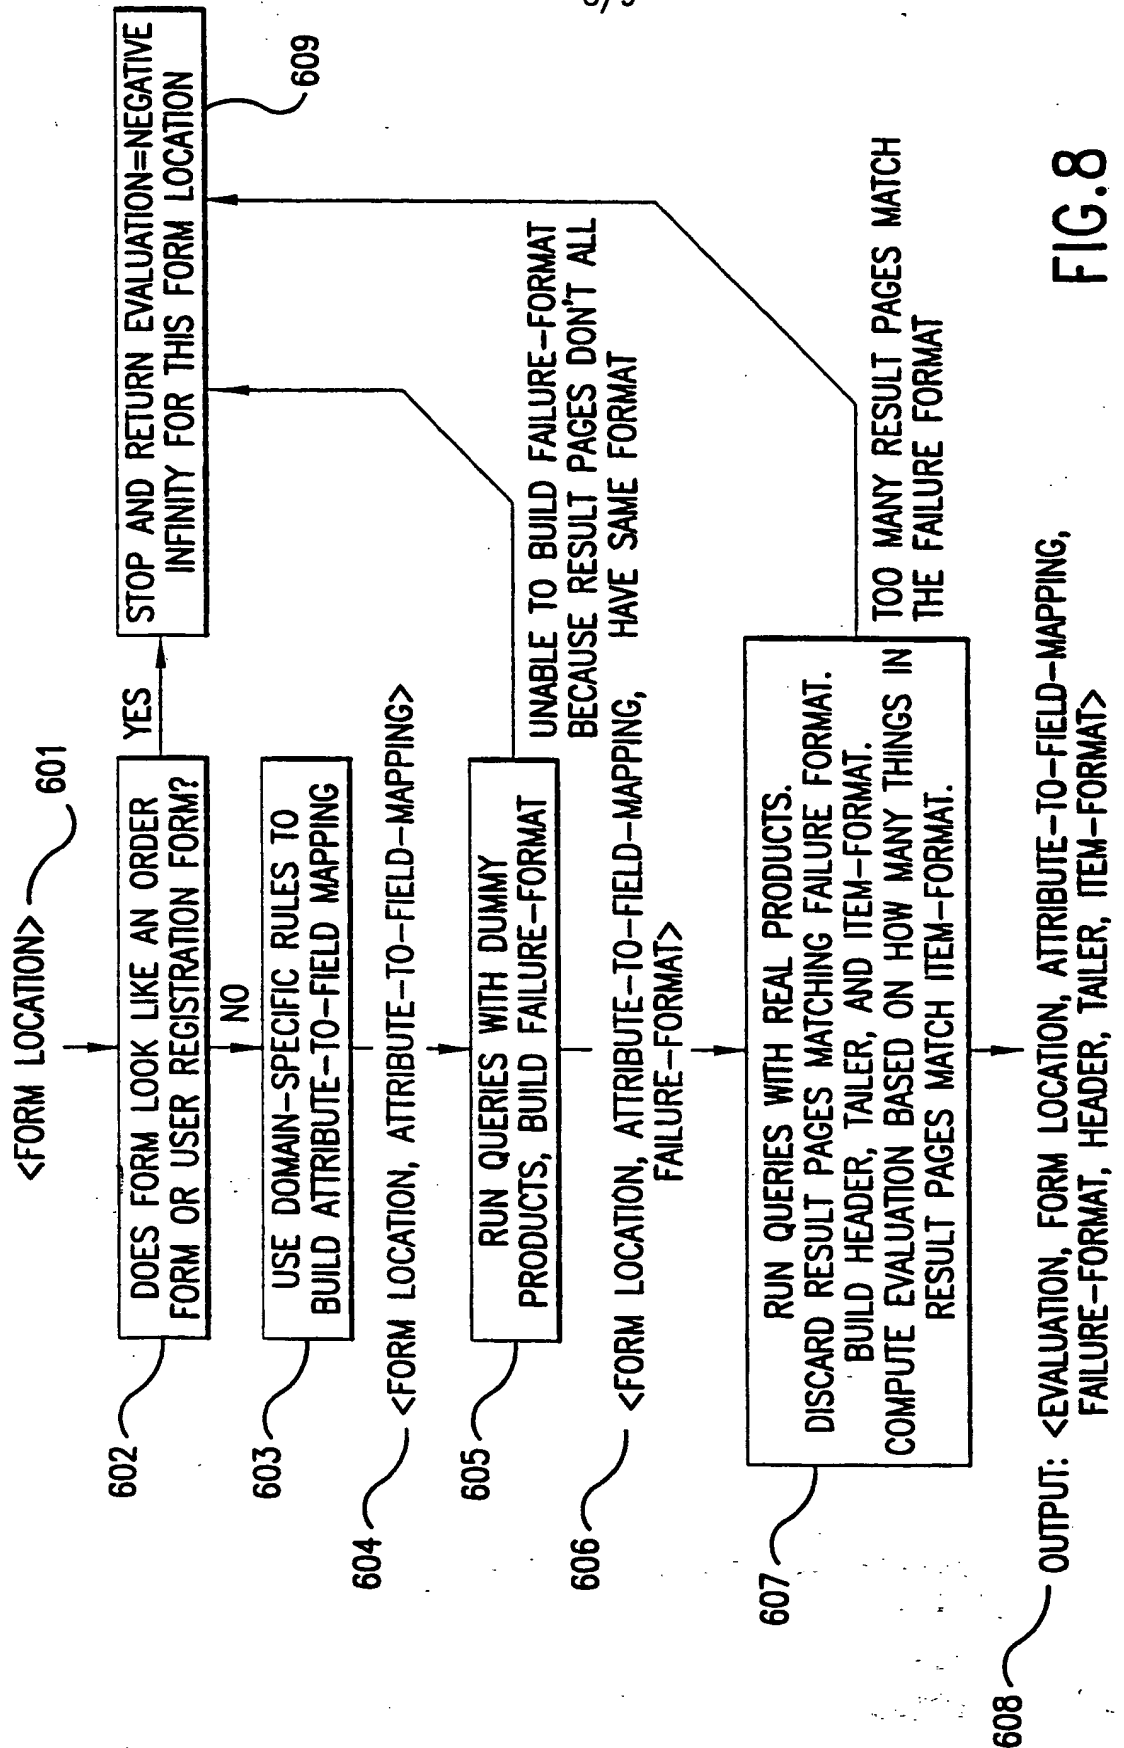 <FORM LOCATION>
601
DOES FORM LOOK LIKE AN ORDER
FORM OR USER REGISTRATION FORM?
602
YES
STOP AND RETURN EVALUATION=NEGATIVE
INFINITY FOR THIS FORM LOCATION
609
NO
USE DOMAIN-SPECIFIC RULES TO
BUILD ATTRIBUTE-TO-FIELD MAPPING
603
604
<FORM LOCATION, ATTRIBUTE-TO-FIELD-MAPPING>
RUN QUERIES WITH DUMMY
PRODUCTS, BUILD FAILURE-FORMAT
605
UNABLE TO BUILD FAILURE-FORMAT
BECAUSE RESULT PAGES DON'T ALL
HAVE SAME FORMAT
606
<FORM LOCATION, ATTRIBUTE-TO-FIELD-MAPPING,
FAILURE-FORMAT>
RUN QUERIES WITH REAL PRODUCTS.
DISCARD RESULT PAGES MATCHING FAILURE FORMAT.
BUILD HEADER, TAILER, AND ITEM-FORMAT.
COMPUTE EVALUATION BASED ON HOW MANY THINGS IN
RESULT PAGES MATCH ITEM-FORMAT.
607
TOO MANY RESULT PAGES MATCH
THE FAILURE FORMAT
608
OUTPUT: <EVALUATION, FORM LOCATION, ATTRIBUTE-TO-FIELD-MAPPING,
FAILURE-FORMAT, HEADER, TAILER, ITEM-FORMAT>
FIG.8